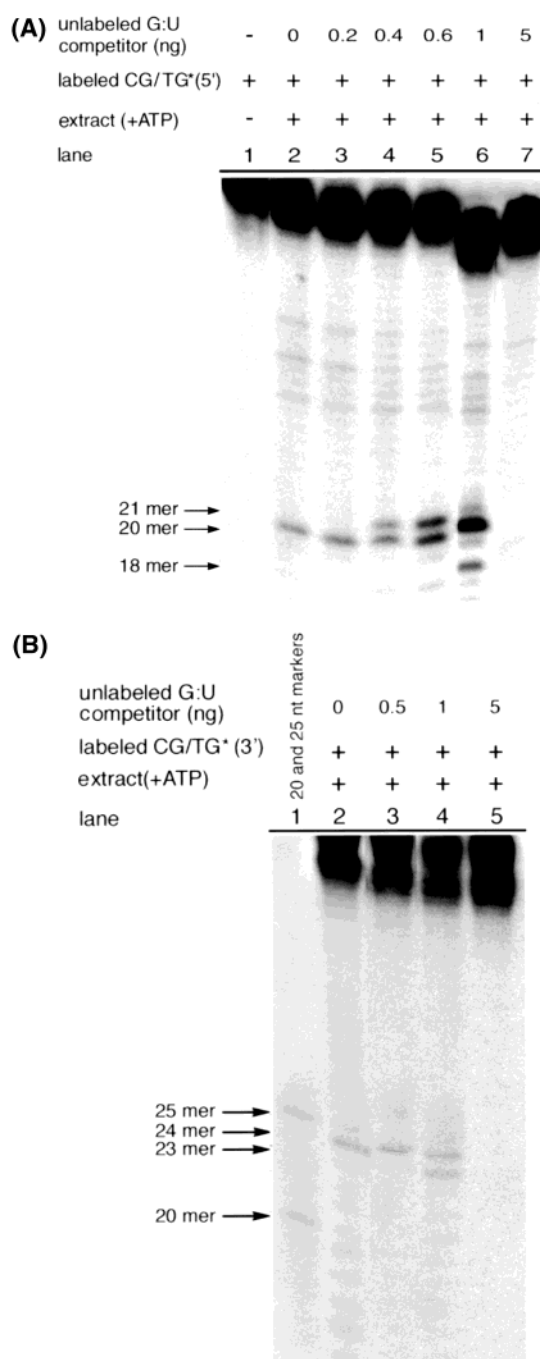 (A)
unlabeled G:U
competitor (ng) - 0 0.2 0.4 0.6 1 5
labeled CG/TG*(5') + + + + + + +
extract (+ATP) - + + + + + +
lane 1 2 3 4 5 6 7
21 mer
20 mer
18 mer
(B)
20 and 25 nt markers
unlabeled G:U
competitor (ng) 0 0.5 1 5
labeled CG/TG* (3') + + + +
extract(+ATP) + + + +
lane 1 2 3 4 5
25 mer
24 mer
23 mer
20 mer